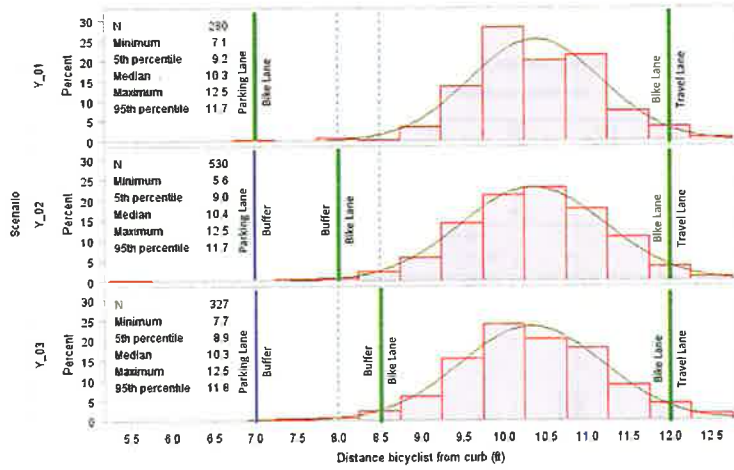 Scenario
Y_01
Percent
30
25
20
15
10
5
0
N 280
Minimum 7.1
5th percentile 9.2
Median 10.3
Maximum 12.5
95th percentile 11.7
Parking Lane
Bike Lane
Bike Lane
Travel Lane
Y_02
Percent
30
25
20
15
10
5
0
N 530
Minimum 5.6
5th percentile 9.0
Median 10.4
Maximum 12.5
95th percentile 11.7
Parking Lane
Buffer
Buffer
Bike Lane
Bike Lane
Travel Lane
Y_03
Percent
30
25
20
15
10
5
0
N 327
Minimum 7.7
5th percentile 8.9
Median 10.3
Maximum 12.5
95th percentile 11.8
Parking Lane
Buffer
Buffer
Bike Lane
Bike Lane
Travel Lane
5.5 6.0 6.5 7.0 7.5 8.0 8.5 9.0 9.5 10.0 10.5 11.0 11.5 12.0 12.5
Distance bicyclist from curb (ft)